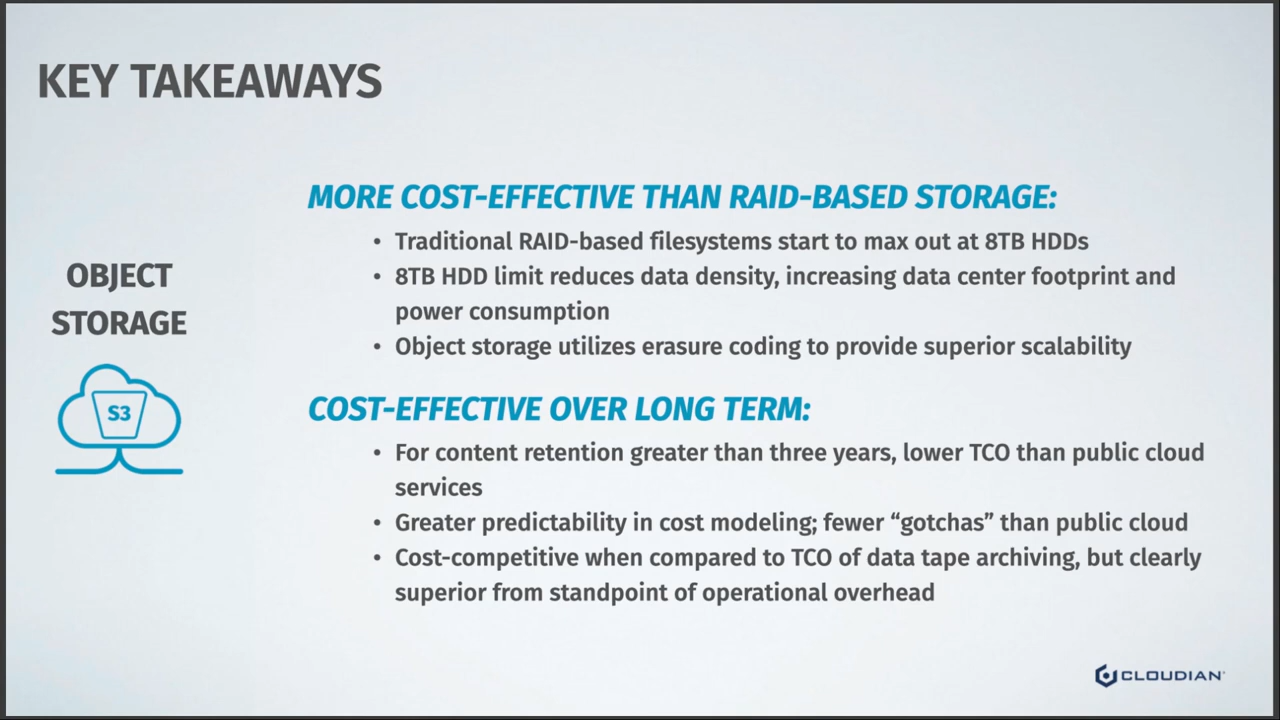 KEY TAKEAWAYS
OBJECT
STORAGE
S3
MORE COST-EFFECTIVE THAN RAID-BASED STORAGE:
• Traditional RAID-based filesystems start to max out at 8TB HDDs
• 8TB HDD limit reduces data density, increasing data center footprint and
power consumption
• Object storage utilizes erasure coding to provide superior scalability
COST-EFFECTIVE OVER LONG TERM:
• For content retention greater than three years, lower TCO than public cloud
services
• Greater predictability in cost modeling; fewer “gotchas” than public cloud
• Cost-competitive when compared to TCO of data tape archiving, but clearly
superior from standpoint of operational overhead
CLOUDIAN